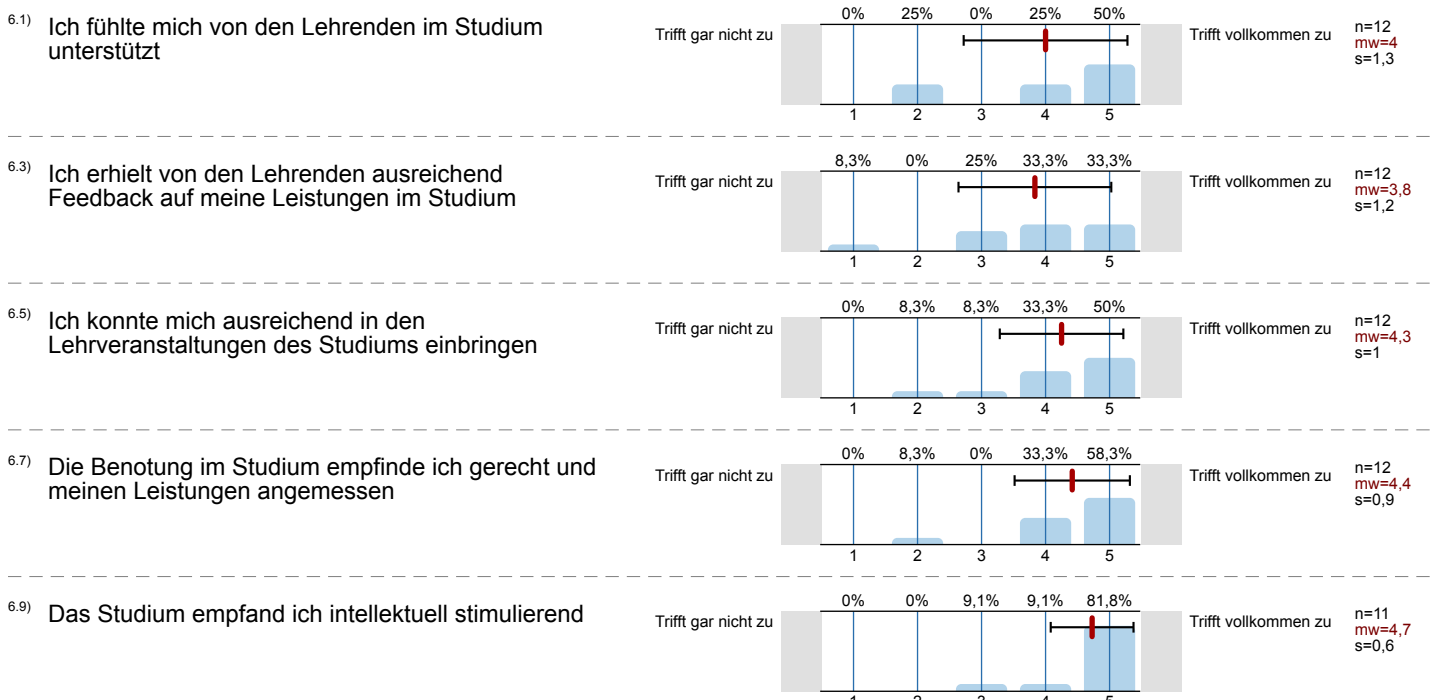 6.1) Ich fühlte mich von den Lehrenden im Studium
unterstützt
Trifft gar nicht zu
0% 25% 0% 25% 50%
1 2 3 4 5
Trifft vollkommen zu
n=12
mw=4
s=1,3
6.3) Ich erhielt von den Lehrenden ausreichend
Feedback auf meine Leistungen im Studium
Trifft gar nicht zu
8,3% 0% 25% 33,3% 33,3%
1 2 3 4 5
Trifft vollkommen zu
n=12
mw=3,8
s=1,2
6.5) Ich konnte mich ausreichend in den
Lehrveranstaltungen des Studiums einbringen
Trifft gar nicht zu
0% 8,3% 8,3% 33,3% 50%
1 2 3 4 5
Trifft vollkommen zu
n=12
mw=4,3
s=1
6.7) Die Benotung im Studium empfinde ich gerecht und
meinen Leistungen angemessen
Trifft gar nicht zu
0% 8,3% 0% 33,3% 58,3%
1 2 3 4 5
Trifft vollkommen zu
n=12
mw=4,4
s=0,9
6.9) Das Studium empfand ich intellektuell stimulierend
Trifft gar nicht zu
0% 0% 9,1% 9,1% 81,8%
1 2 3 4 5
Trifft vollkommen zu
n=11
mw=4,7
s=0,6